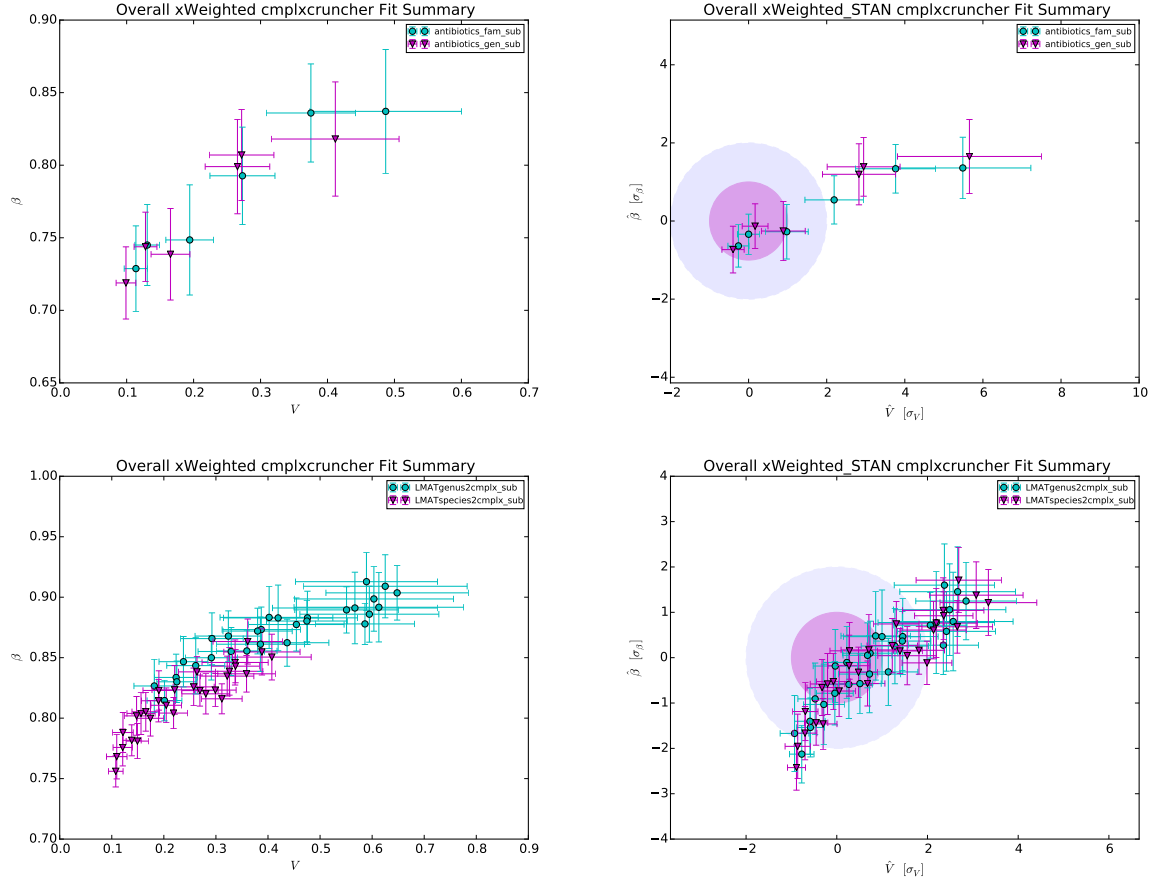 Overall xWeighted cmplxcruncher Fit Summary
0.90
0.85
0.80
0.75
0.70
0.65
β
antibiotics_fam_sub
antibiotics_gen_sub
0.0 0.1 0.2 0.3 0.4 0.5 0.6 0.7
V
Overall xWeighted_STAN cmplxcruncher Fit Summary
4
2
0
−2
−4
β̂ [σβ]
antibiotics_fam_sub
antibiotics_gen_sub
−2 0 2 4 6 8 10
V̂ [σV]
Overall xWeighted cmplxcruncher Fit Summary
1.00
0.95
0.90
0.85
0.80
0.75
0.70
β
LMATgenus2cmplx_sub
LMATspecies2cmplx_sub
0.0 0.1 0.2 0.3 0.4 0.5 0.6 0.7 0.8 0.9
V
Overall xWeighted_STAN cmplxcruncher Fit Summary
4
3
2
1
0
−1
−2
−3
−4
β̂ [σβ]
LMATgenus2cmplx_sub
LMATspecies2cmplx_sub
−2 0 2 4 6
V̂ [σV]